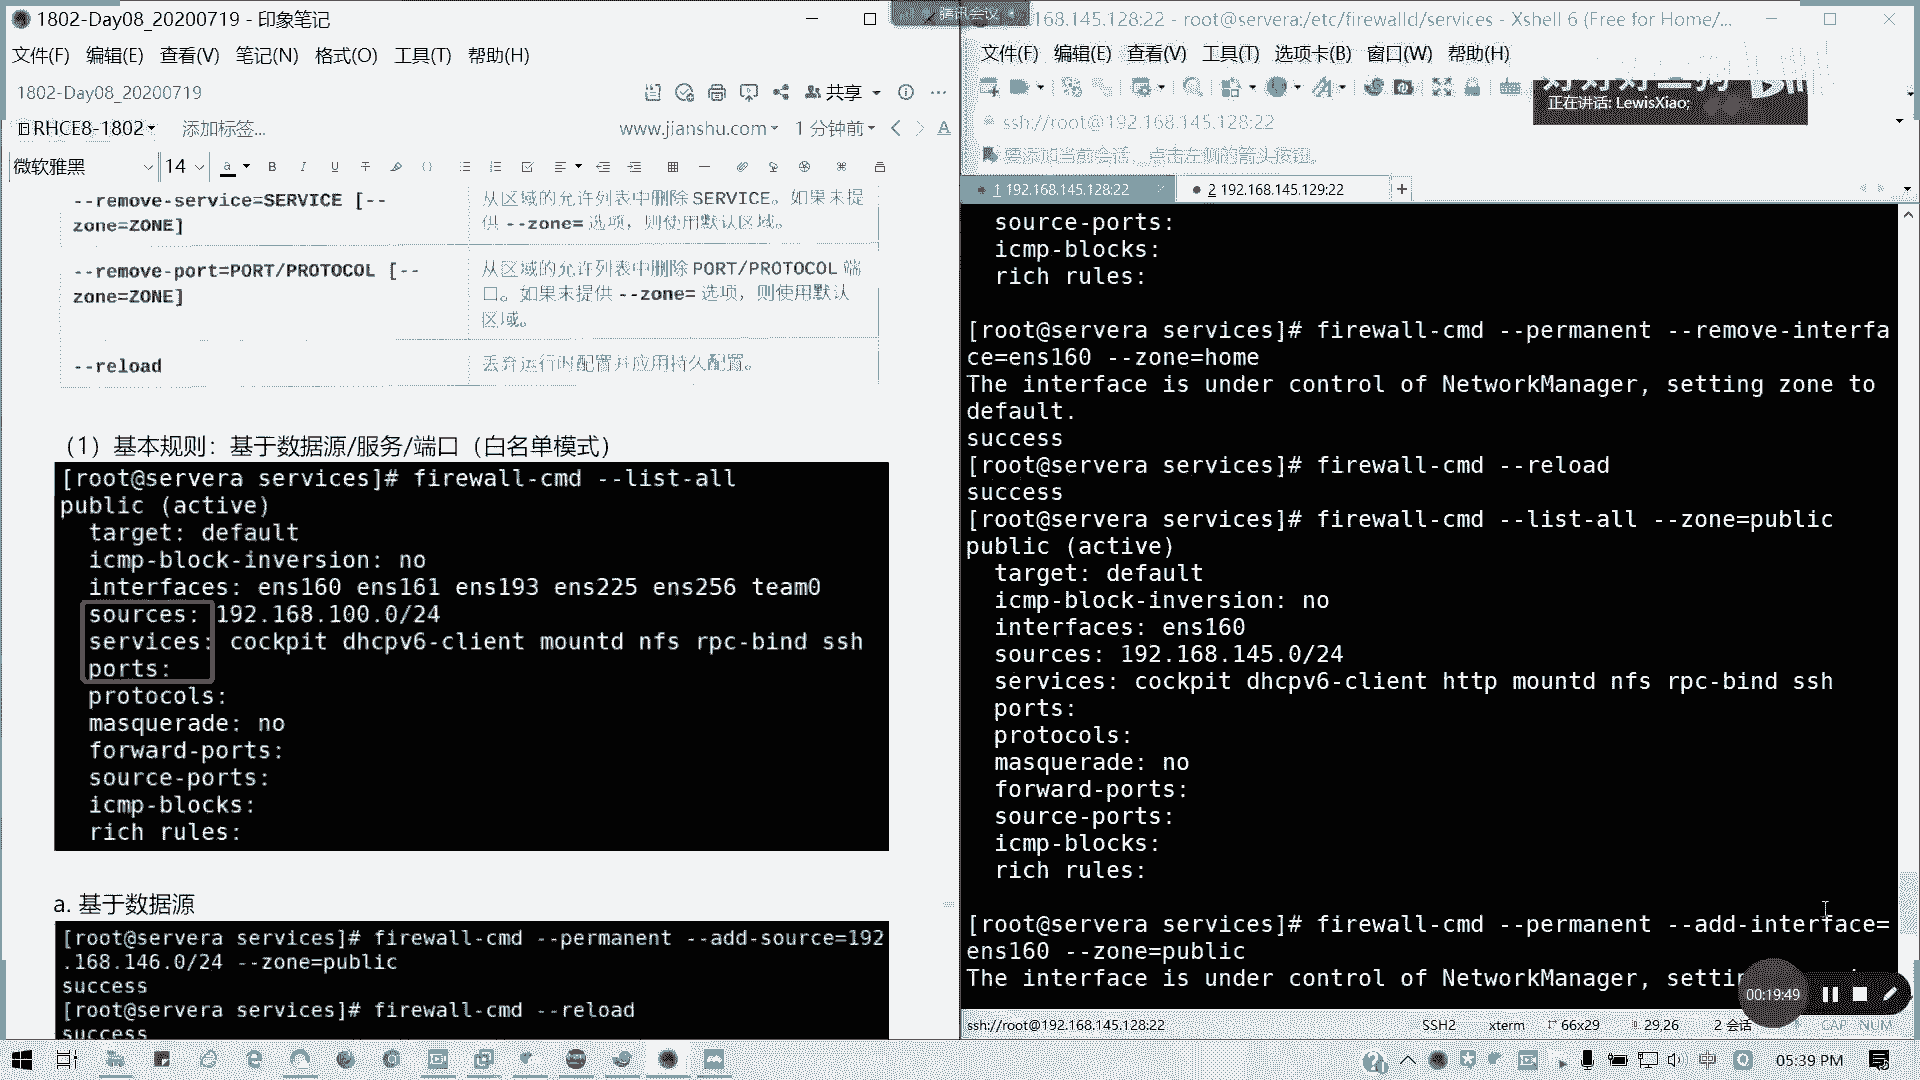 1802-Day08_20200719 - 印象笔记
文件(F) 编辑(E) 查看(V) 笔记(N) 格式(O) 工具(T) 帮助(H)
1802-Day08_20200719
共享
RHCE8-1802
添加标签...
www.jianshu.com
1 分钟前
微软雅黑
14
--remove-service=SERVICE [--
zone=ZONE]
从区域的允许列表中删除 SERVICE。如果未提
供 --zone= 选项，则使用默认区域。
--remove-port=PORT/PROTOCOL [--
zone=ZONE]
从区域的允许列表中删除 PORT/PROTOCOL 端
口。如果未提供 --zone= 选项，则使用默认
区域。
--reload
丢弃运行时配置并应用持久配置。
（1）基本规则：基于数据源/服务/端口（白名单模式）
[root@servera services]# firewall-cmd --list-all
public (active)
target: default
icmp-block-inversion: no
interfaces: ens160 ens161 ens193 ens225 ens256 team0
sources: 192.168.100.0/24
services: cockpit dhcpv6-client mountd nfs rpc-bind ssh
ports:
protocols:
masquerade: no
forward-ports:
source-ports:
icmp-blocks:
rich rules:
a. 基于数据源
[root@servera services]# firewall-cmd --permanent --add-source=192
.168.146.0/24 --zone=public
success
[root@servera services]# firewall-cmd --reload
success
腾讯会议
168.145.128:22 - root@servera:/etc/firewalld/services - Xshell 6 (Free for Home/...
文件(F) 编辑(E) 查看(V) 工具(T) 选项卡(B) 窗口(W) 帮助(H)
正在讲话: LewisXiao;
ssh://root@192.168.145.128:22
要添加当前会话，点击左侧的箭头按钮。
1 192.168.145.128:22
2 192.168.145.129:22
source-ports:
icmp-blocks:
rich rules:
[root@servera services]# firewall-cmd --permanent --remove-interfa
ce=ens160 --zone=home
The interface is under control of NetworkManager, setting zone to
default.
success
[root@servera services]# firewall-cmd --reload
success
[root@servera services]# firewall-cmd --list-all --zone=public
public (active)
target: default
icmp-block-inversion: no
interfaces: ens160
sources: 192.168.145.0/24
services: cockpit dhcpv6-client http mountd nfs rpc-bind ssh
ports:
protocols:
masquerade: no
forward-ports:
source-ports:
icmp-blocks:
rich rules:
[root@servera services]# firewall-cmd --permanent --add-interface=
ens160 --zone=public
The interface is under control of NetworkManager,
00:19:49
ssh://root@192.168.145.128:22
SSH2
xterm
66x29
29,26
2 会话
CAP NUM
中
05:39 PM